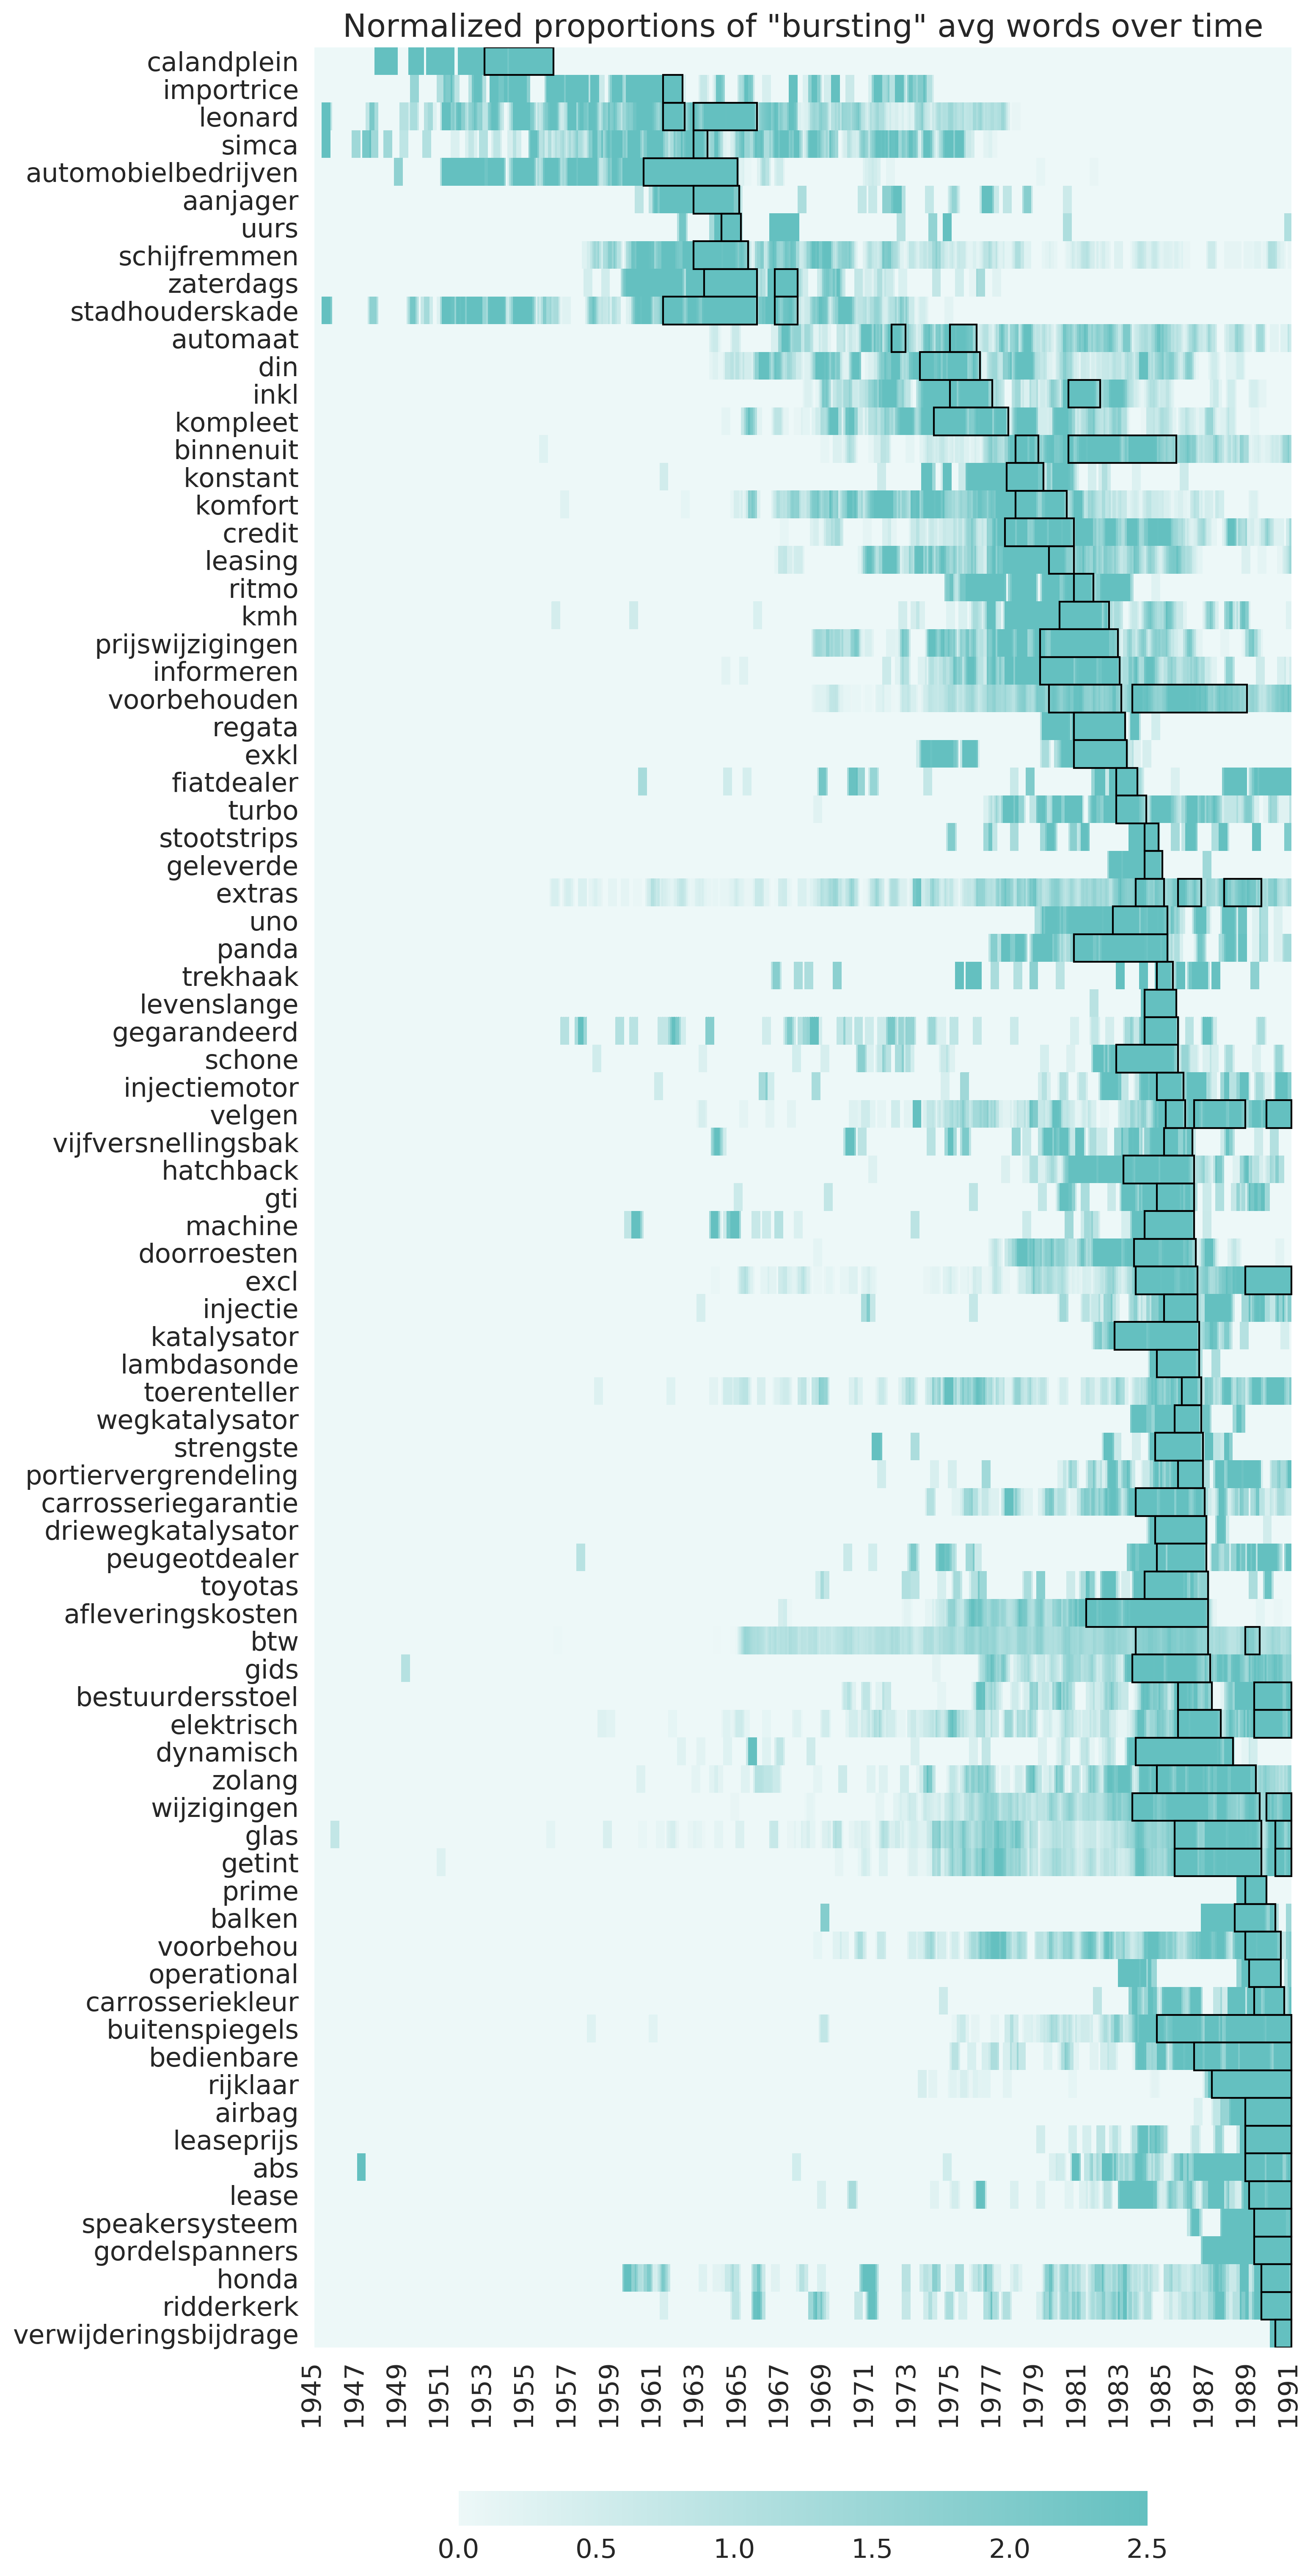 Normalized proportions of "bursting" avg words over time
calandplein
importrice
leonard
simca
automobielbedrijven
aanjager
uurs
schijfremmen
zaterdags
stadhouderskade
automaat
din
inkl
kompleet
binnenuit
konstant
komfort
credit
leasing
ritmo
kmh
prijswijzigingen
informeren
voorbehouden
regata
exkl
fiatdealer
turbo
stootstrips
geleverde
extras
uno
panda
trekhaak
levenslange
gegarandeerd
schone
injectiemotor
velgen
vijfversnellingsbak
hatchback
gti
machine
doorroesten
excl
injectie
katalysator
lambdasonde
toerenteller
wegkatalysator
strengste
portiervergrendeling
carrosseriegarantie
driewegkatalysator
peugeotdealer
toyotas
afleveringskosten
btw
gids
bestuurdersstoel
elektrisch
dynamisch
zolang
wijzigingen
glas
getint
prime
balken
voorbehou
operational
carrosseriekleur
buitenspiegels
bedienbare
rijklaar
airbag
leaseprijs
abs
lease
speakersysteem
gordelspanners
honda
ridderkerk
verwijderingsbijdrage
1945 1947 1949 1951 1953 1955 1957 1959 1961 1963 1965 1967 1969 1971 1973 1975 1977 1979 1981 1983 1985 1987 1989 1991
0.0 0.5 1.0 1.5 2.0 2.5